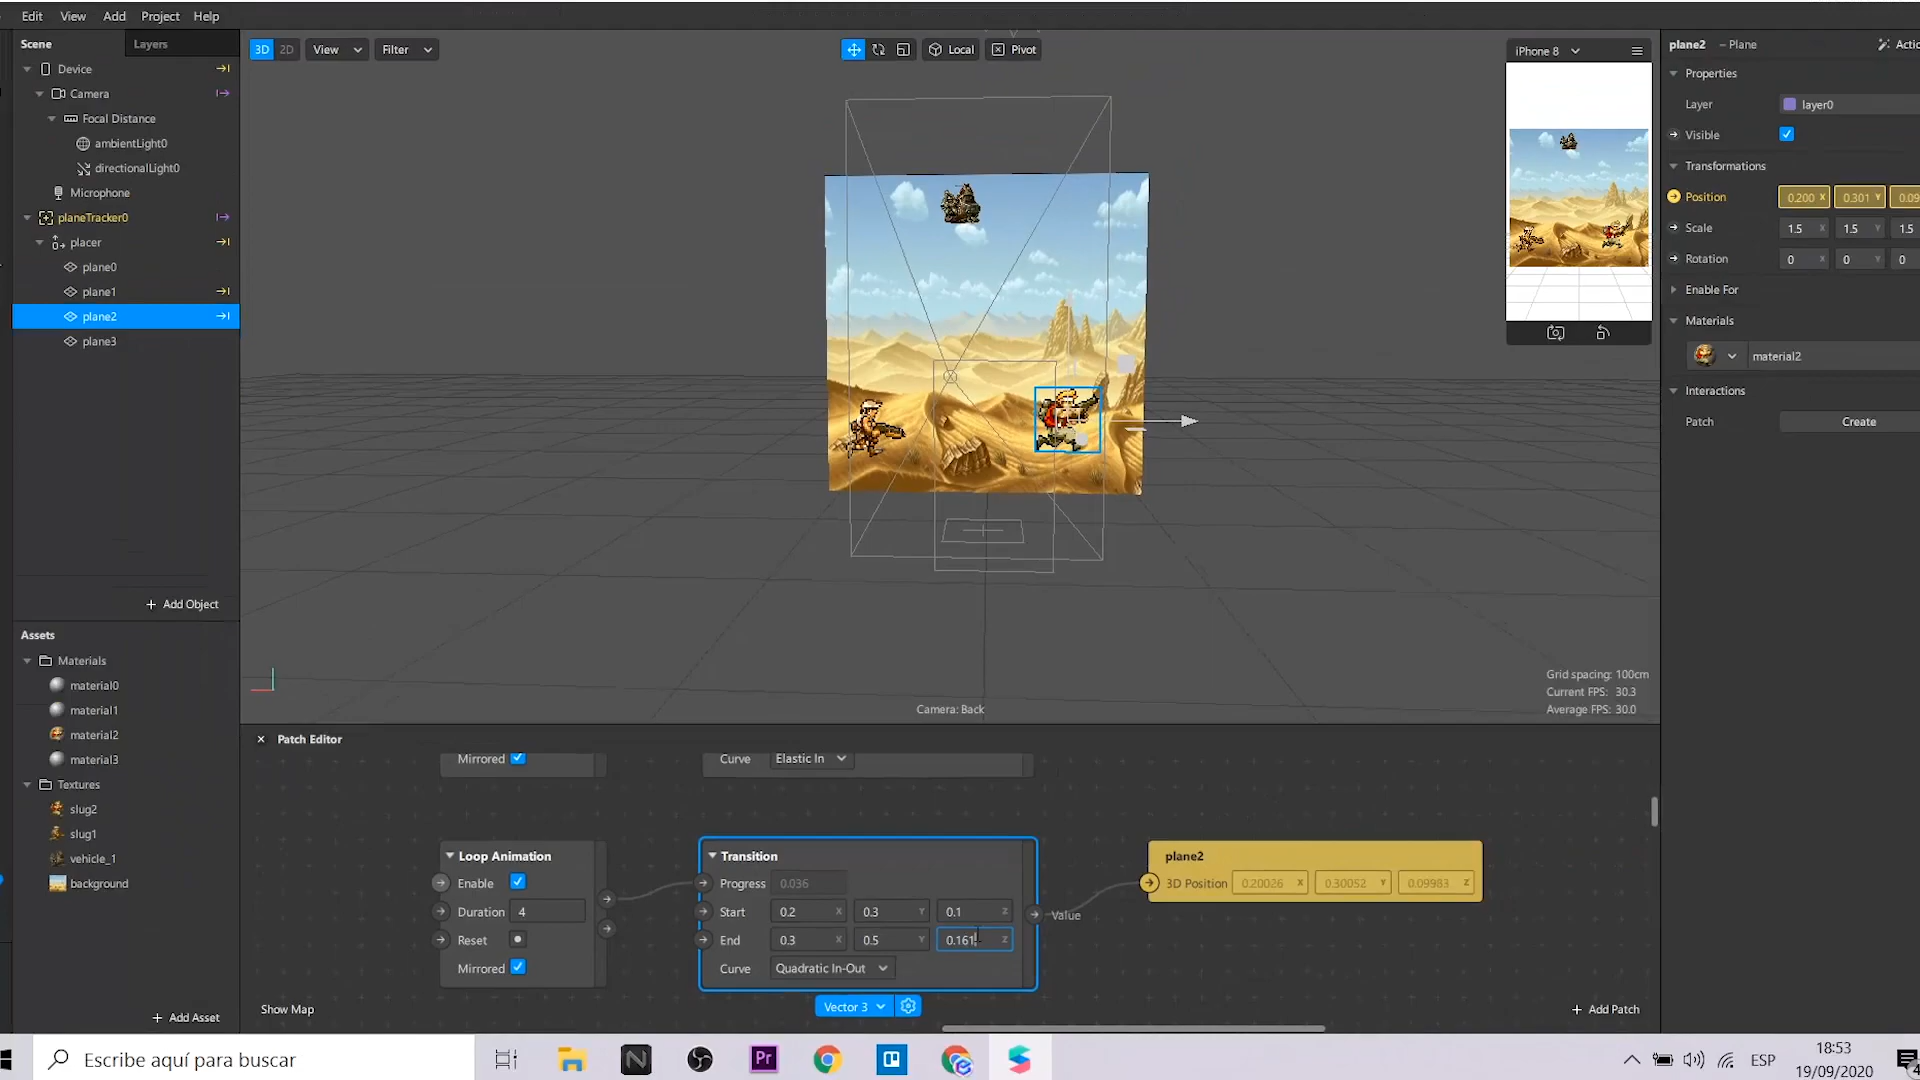 Edit View Add Project Help
Scene
Layers
Device
Camera
Focal Distance
ambientLight0
directionalLight0
Microphone
planeTracker0
placer
plane0
plane1
plane2
plane3
+ Add Object
Assets
Materials
material0
material1
material2
material3
Textures
slug2
slug1
vehicle_1
background
+ Add Asset
3D 2D View Filter
Local Pivot
iPhone 8
Grid spacing: 100cm
Current FPS: 30.3
Average FPS: 30.0
Camera: Back
plane2 – Plane
Actio
Properties
Layer layer0
Visible
Transformations
Position 0.200 X 0.301 Y 0.09
Scale 1.5 X 1.5 Y 1.5
Rotation 0 X 0 Y 0
Enable For
Materials
material2
Interactions
Patch Create
× Patch Editor
Mirrored
Curve Elastic In
Loop Animation
Enable
Duration 4
Reset
Mirrored
Transition
Progress 0.036
Start 0.2 X 0.3 Y 0.1 Z
End 0.3 X 0.5 Y 0.161 Z
Curve Quadratic In-Out
Value
Vector 3
plane2
3D Position 0.20026 X 0.30052 Y 0.09983 Z
Show Map
+ Add Patch
Escribe aquí para buscar
N
Pr
ESP
18:53
19/09/2020
4